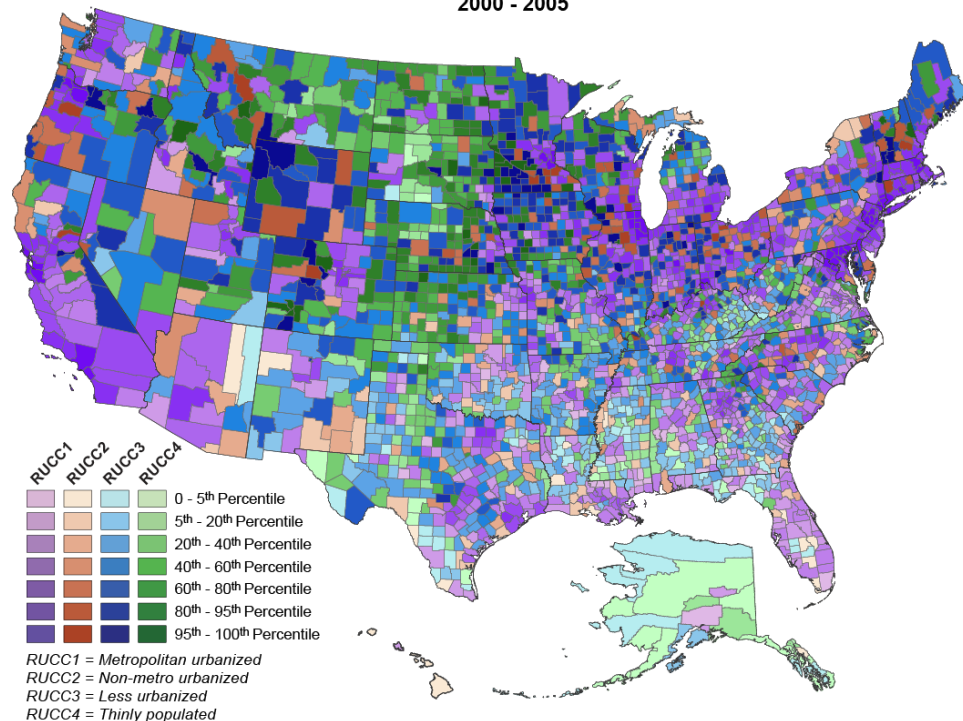 2000 - 2005
RUCC1 RUCC2 RUCC3 RUCC4
0 - 5th Percentile
5th - 20th Percentile
20th - 40th Percentile
40th - 60th Percentile
60th - 80th Percentile
80th - 95th Percentile
95th - 100th Percentile
RUCC1 = Metropolitan urbanized
RUCC2 = Non-metro urbanized
RUCC3 = Less urbanized
RUCC4 = Thinly populated